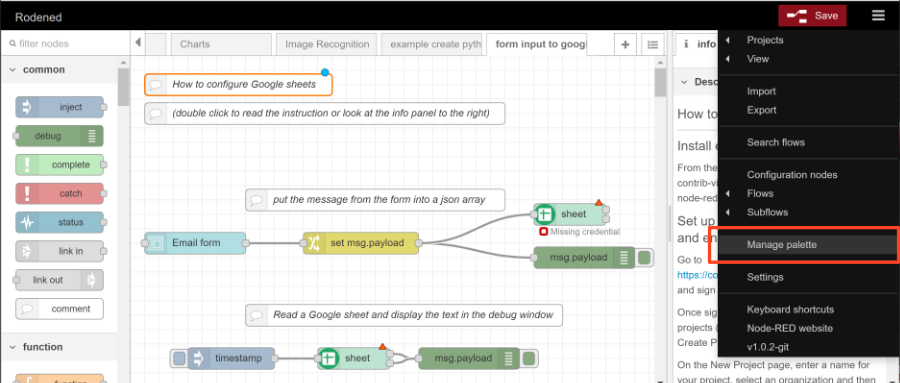 Rodened
Save
filter nodes
Charts
Image Recognition
example create pyth
form input to goog
+
i info
common
inject
debug
complete
catch
status
link in
link out
comment
function
function
How to configure Google sheets
(double click to read the instruction or look at the info panel to the right)
put the message from the form into a json array
Email form
set msg.payload
sheet
Missing credential
msg.payload
Read a Google sheet and display the text in the debug window
timestamp
sheet
msg.payload
Desc
How to
Install e
From the
contrib-v
node-red
Set up
and en
Go to
https://co
and sign
Once sig
projects (
Create P
On the New Project page, enter a name for
your project, select an organization and then
Projects
View
Import
Export
Search flows
Configuration nodes
Flows
Subflows
Manage palette
Settings
Keyboard shortcuts
Node-RED website
v1.0.2-git